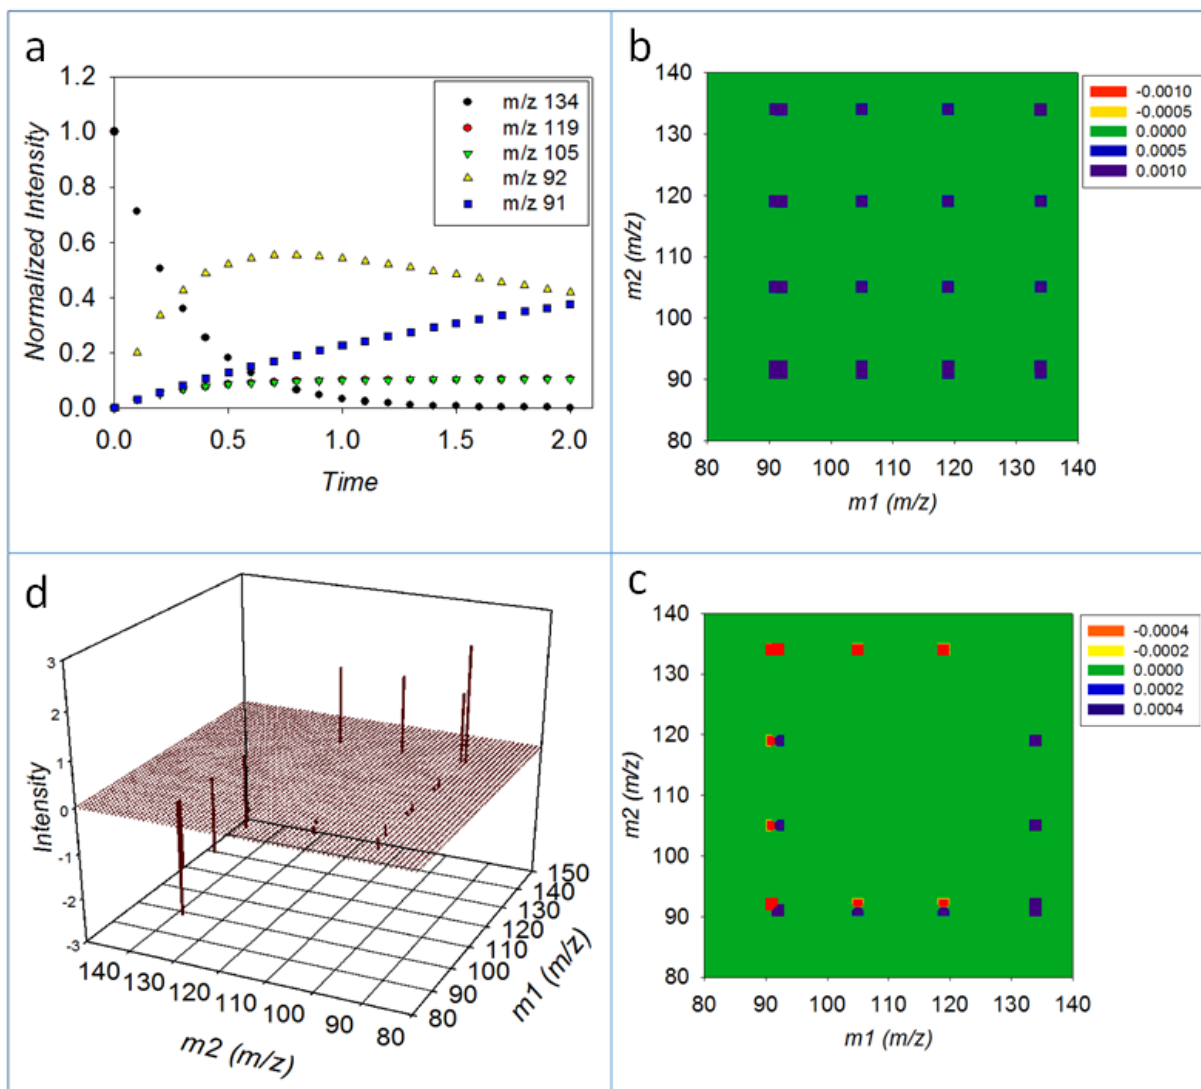 a
1.2
1.0
0.8
0.6
0.4
0.2
0.0
Normalized Intensity
m/z 134
m/z 119
m/z 105
m/z 92
m/z 91
0.0 0.5 1.0 1.5 2.0
Time
b
140
130
120
110
100
90
80
m2 (m/z)
80 90 100 110 120 130 140
m1 (m/z)
-0.0010
-0.0005
0.0000
0.0005
0.0010
d
3
2
1
0
-1
-2
-3
Intensity
140 130 120 110 100 90 80
m2 (m/z)
150
140
130
120
110
100
90
80
m1 (m/z)
c
140
130
120
110
100
90
80
m2 (m/z)
80 90 100 110 120 130 140
m1 (m/z)
-0.0004
-0.0002
0.0000
0.0002
0.0004